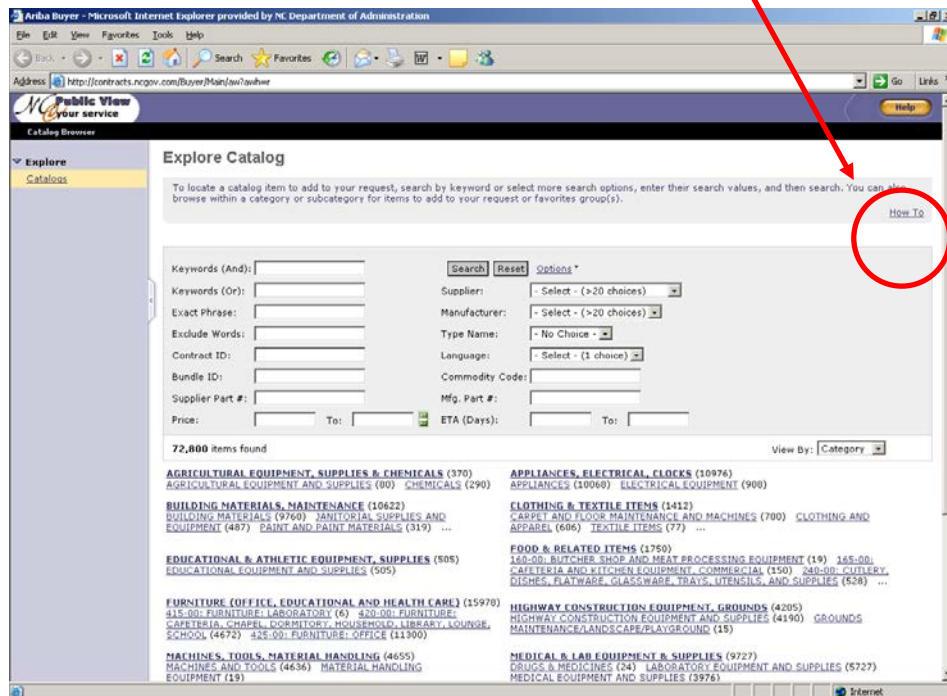 Ariba Buyer - Microsoft Internet Explorer provided by NC Department of Administration
File Edit View Favorites Tools Help
Back Search Favorites
Address http://contracts.ncgov.com/Buyer/Main/aw?awhwr Go Links
NC @ your service Public View Help
Catalog Browser
Explore
Catalogs
Explore Catalog
To locate a catalog item to add to your request, search by keyword or select more search options, enter their search values, and then search. You can also
browse within a category or subcategory for items to add to your request or favorites group(s).
How To
Keywords (And): Search Reset Options
Keywords (Or): Supplier: - Select - (>20 choices)
Exact Phrase: Manufacturer: - Select - (>20 choices)
Exclude Words: Type Name: - No Choice -
Contract ID: Language: - Select - (1 choice)
Bundle ID: Commodity Code:
Supplier Part #: Mfg. Part #:
Price: To: ETA (Days): To:
72,800 items found View By: Category
AGRICULTURAL EQUIPMENT, SUPPLIES & CHEMICALS (370)
AGRICULTURAL EQUIPMENT AND SUPPLIES (80) CHEMICALS (290)
APPLIANCES, ELECTRICAL, CLOCKS (10976)
APPLIANCES (10068) ELECTRICAL EQUIPMENT (908)
BUILDING MATERIALS, MAINTENANCE (10622)
BUILDING MATERIALS (9760) JANITORIAL SUPPLIES AND
EQUIPMENT (487) PAINT AND PAINT MATERIALS (319) ...
CLOTHING & TEXTILE ITEMS (1412)
CARPET AND FLOOR MAINTENANCE AND MACHINES (700) CLOTHING AND
APPAREL (606) TEXTILE ITEMS (77) ...
EDUCATIONAL & ATHLETIC EQUIPMENT, SUPPLIES (505)
EDUCATIONAL EQUIPMENT AND SUPPLIES (505)
FOOD & RELATED ITEMS (1750)
160-00: BUTCHER SHOP AND MEAT PROCESSING EQUIPMENT (19) 165-00:
CAFETERIA AND KITCHEN EQUIPMENT, COMMERCIAL (150) 240-00: CUTLERY,
DISHES, FLATWARE, GLASSWARE, TRAYS, UTENSILS, AND SUPPLIES (528) ...
FURNITURE (OFFICE, EDUCATIONAL AND HEALTH CARE) (15978)
415-00: FURNITURE: LABORATORY (6) 420-00: FURNITURE:
CAFETERIA, CHAPEL, DORMITORY, HOUSEHOLD, LIBRARY, LOUNGE,
SCHOOL (4672) 425-00: FURNITURE: OFFICE (11300)
HIGHWAY CONSTRUCTION EQUIPMENT, GROUNDS (4205)
HIGHWAY CONSTRUCTION EQUIPMENT AND SUPPLIES (4190) GROUNDS
MAINTENANCE/LANDSCAPE/PLAYGROUND (15)
MACHINES, TOOLS, MATERIAL HANDLING (4655)
MACHINES AND TOOLS (4636) MATERIAL HANDLING
EQUIPMENT (19)
MEDICAL & LAB EQUIPMENT & SUPPLIES (9727)
DRUGS & MEDICINES (24) LABORATORY EQUIPMENT AND SUPPLIES (5727)
MEDICAL EQUIPMENT AND SUPPLIES (3976)
Internet